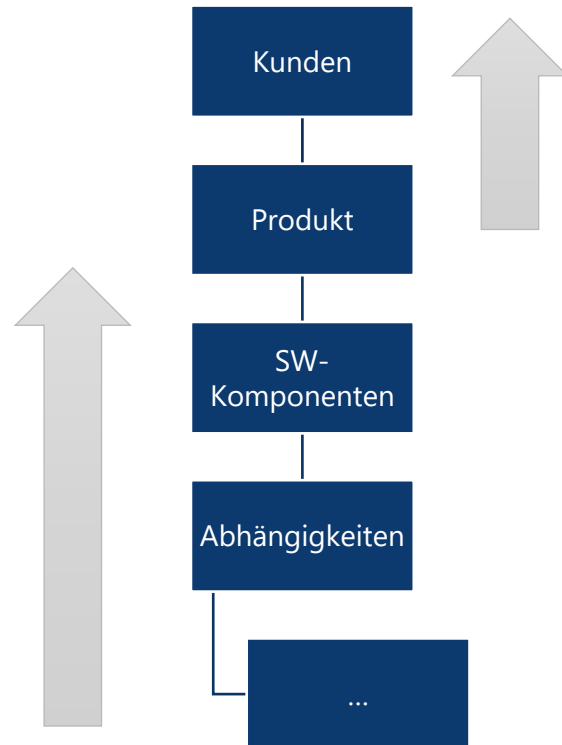 Kunden
Produkt
SW-
Komponenten
Abhängigkeiten
...